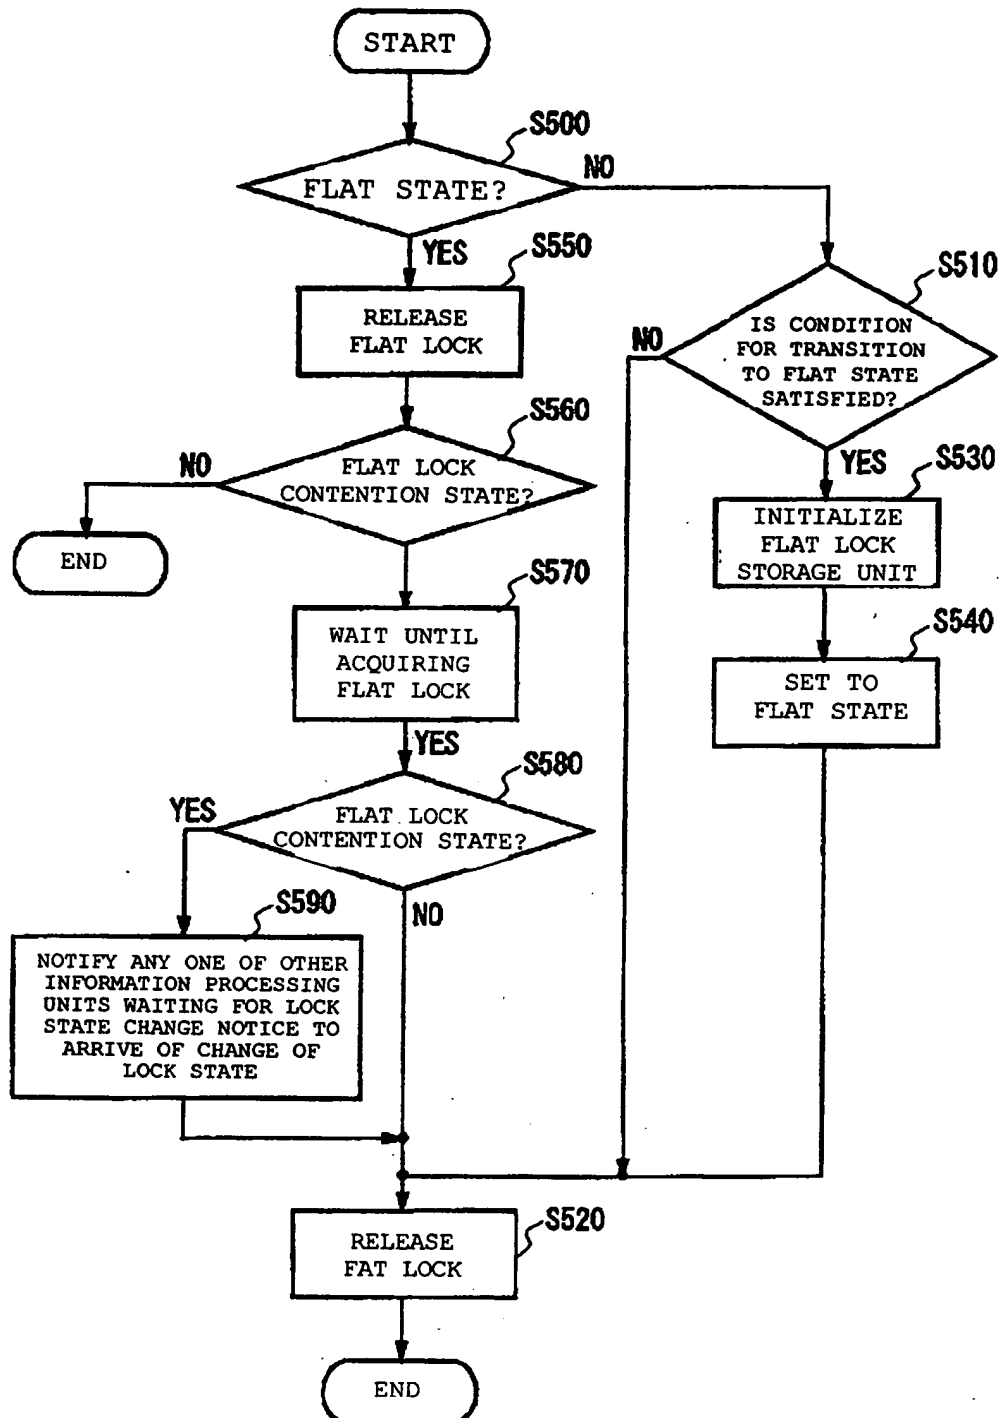 START
S500
FLAT STATE?
NO
YES
S550
RELEASE
FLAT LOCK
S510
IS CONDITION
FOR TRANSITION
TO FLAT STATE
SATISFIED?
NO
YES
S560
FLAT LOCK
CONTENTION STATE?
NO
END
S530
INITIALIZE
FLAT LOCK
STORAGE UNIT
S570
WAIT UNTIL
ACQUIRING
FLAT LOCK
YES
S540
SET TO
FLAT STATE
S580
FLAT LOCK
CONTENTION STATE?
YES
NO
S590
NOTIFY ANY ONE OF OTHER
INFORMATION PROCESSING
UNITS WAITING FOR LOCK
STATE CHANGE NOTICE TO
ARRIVE OF CHANGE OF
LOCK STATE
S520
RELEASE
FAT LOCK
END